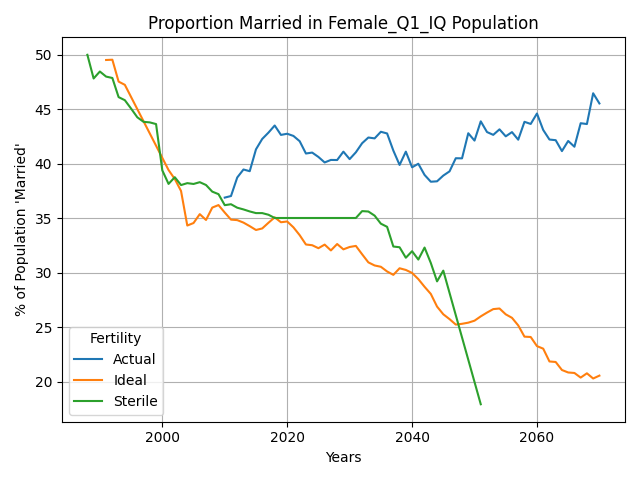 Proportion Married in Female_Q1_IQ Population
% of Population 'Married'
50
45
40
35
30
25
20
Fertility
Actual
Ideal
Sterile
2000
2020
2040
2060
Years